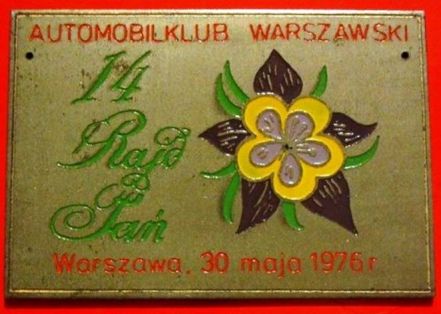 AUTOMOBILKLUB WARSZAWSKI
14
Rajd
Pań
Warszawa, 30 maja 1976 r